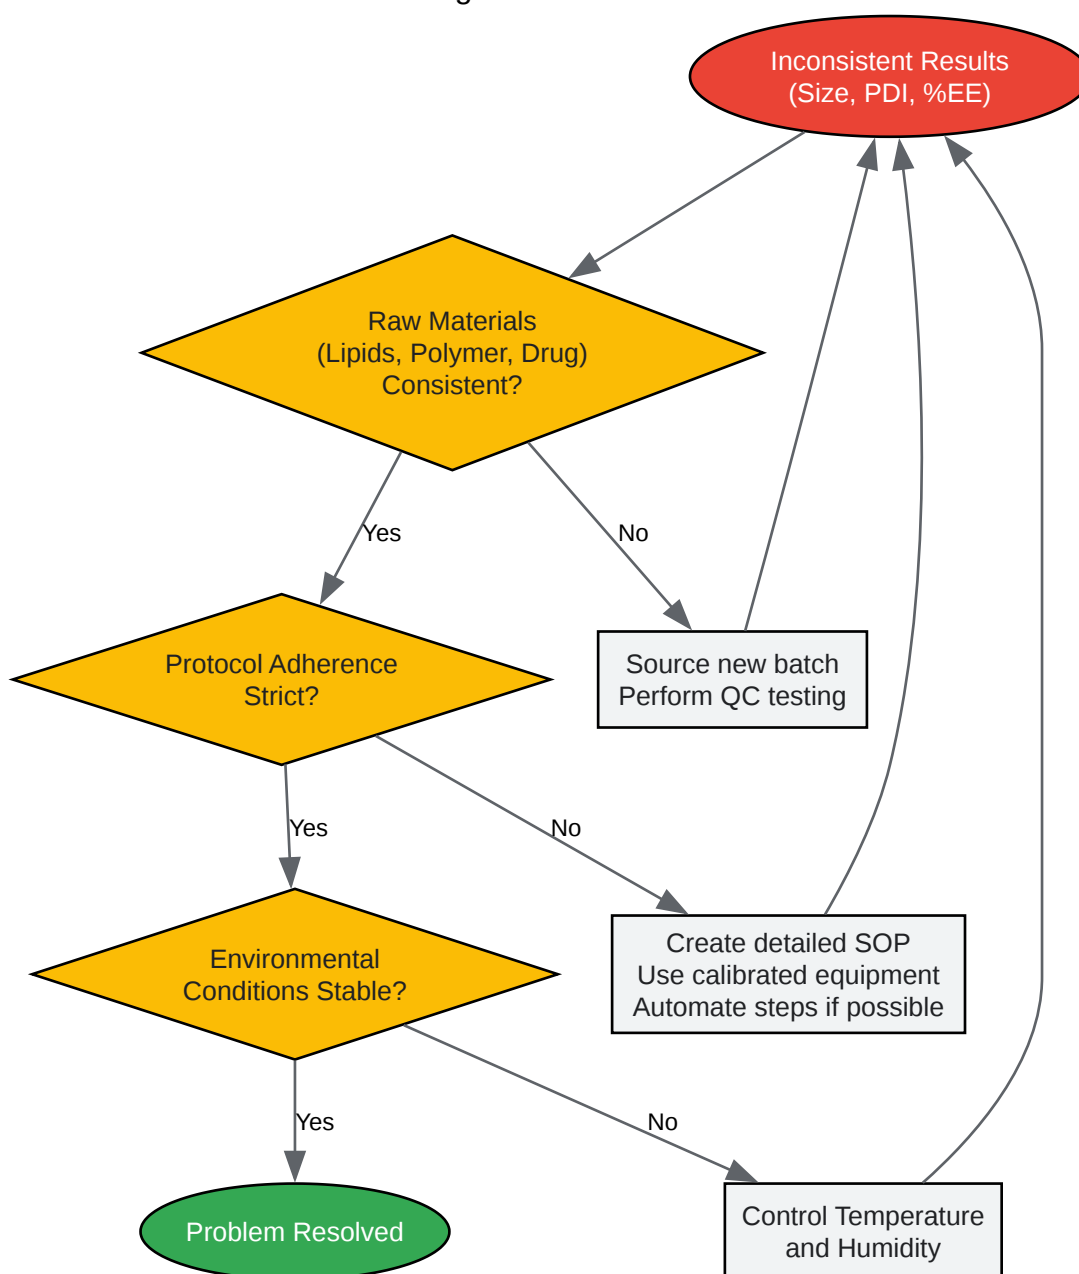 Inconsistent Results
(Size, PDI, %EE)
Raw Materials
(Lipids, Polymer, Drug)
Consistent?
Yes
No
Protocol Adherence
Strict?
Source new batch
Perform QC testing
Yes
No
Environmental
Conditions Stable?
Create detailed SOP
Use calibrated equipment
Automate steps if possible
Yes
No
Problem Resolved
Control Temperature
and Humidity